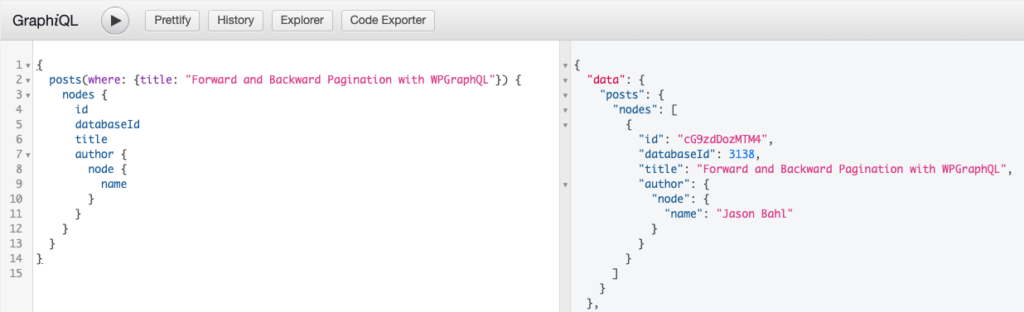 GraphiQL
Prettify
History
Explorer
Code Exporter
1 {
2 posts(where: {title: "Forward and Backward Pagination with WPGraphQL"}) {
3 nodes {
4 id
5 databaseId
6 title
7 author {
8 node {
9 name
10 }
11 }
12 }
13 }
14 }
15
{
"data": {
"posts": {
"nodes": [
{
"id": "cG9zdDozMTM4",
"databaseId": 3138,
"title": "Forward and Backward Pagination with WPGraphQL",
"author": {
"node": {
"name": "Jason Bahl"
}
}
}
]
}
},